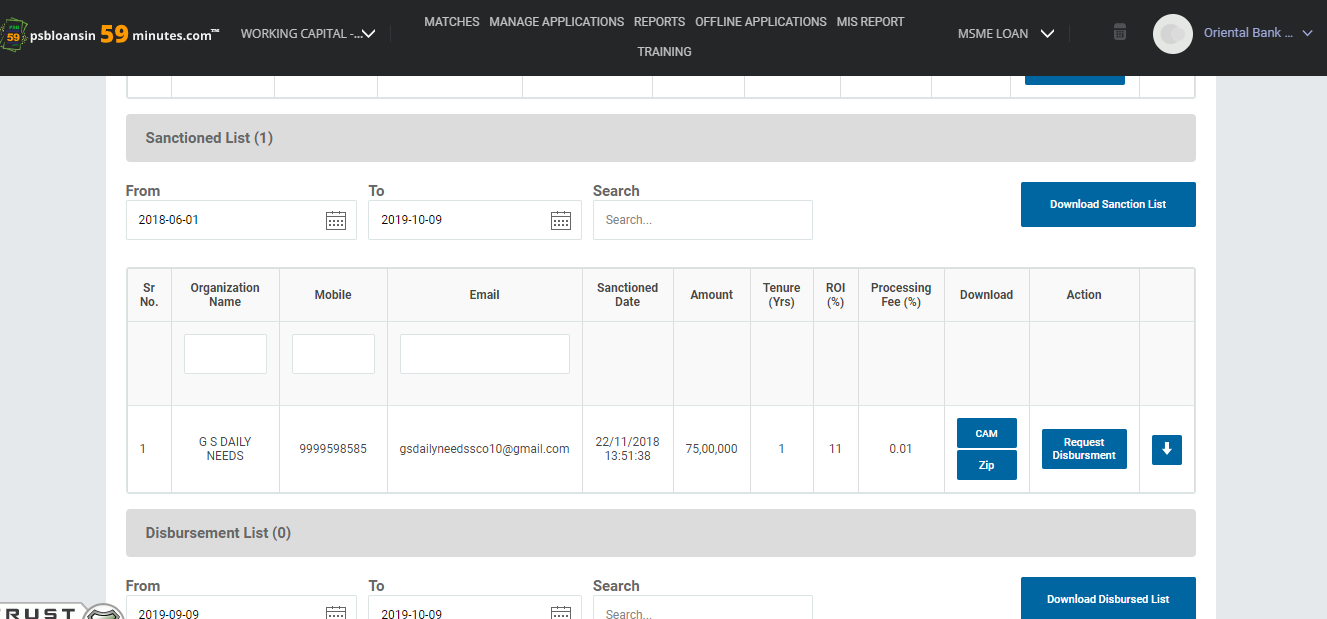 MATCHES MANAGE APPLICATIONS REPORTS OFFLINE APPLICATIONS MIS REPORT
psbloansin 59 minutes.com™ WORKING CAPITAL -... MSME LOAN Oriental Bank ...
TRAINING
Sanctioned List (1)
From To Search
2018-06-01 2019-10-09 Search...
Download Sanction List
Sr No. Organization Name Mobile Email Sanctioned Date Amount Tenure (Yrs) ROI (%) Processing Fee (%) Download Action
1 G S DAILY NEEDS 9999598585 gsdailyneedssco10@gmail.com 22/11/2018 13:51:38 75,00,000 1 11 0.01 CAM Zip Request Disbursment
Disbursement List (0)
From To Search
2019-09-09 2019-10-09 Search...
Download Disbursed List